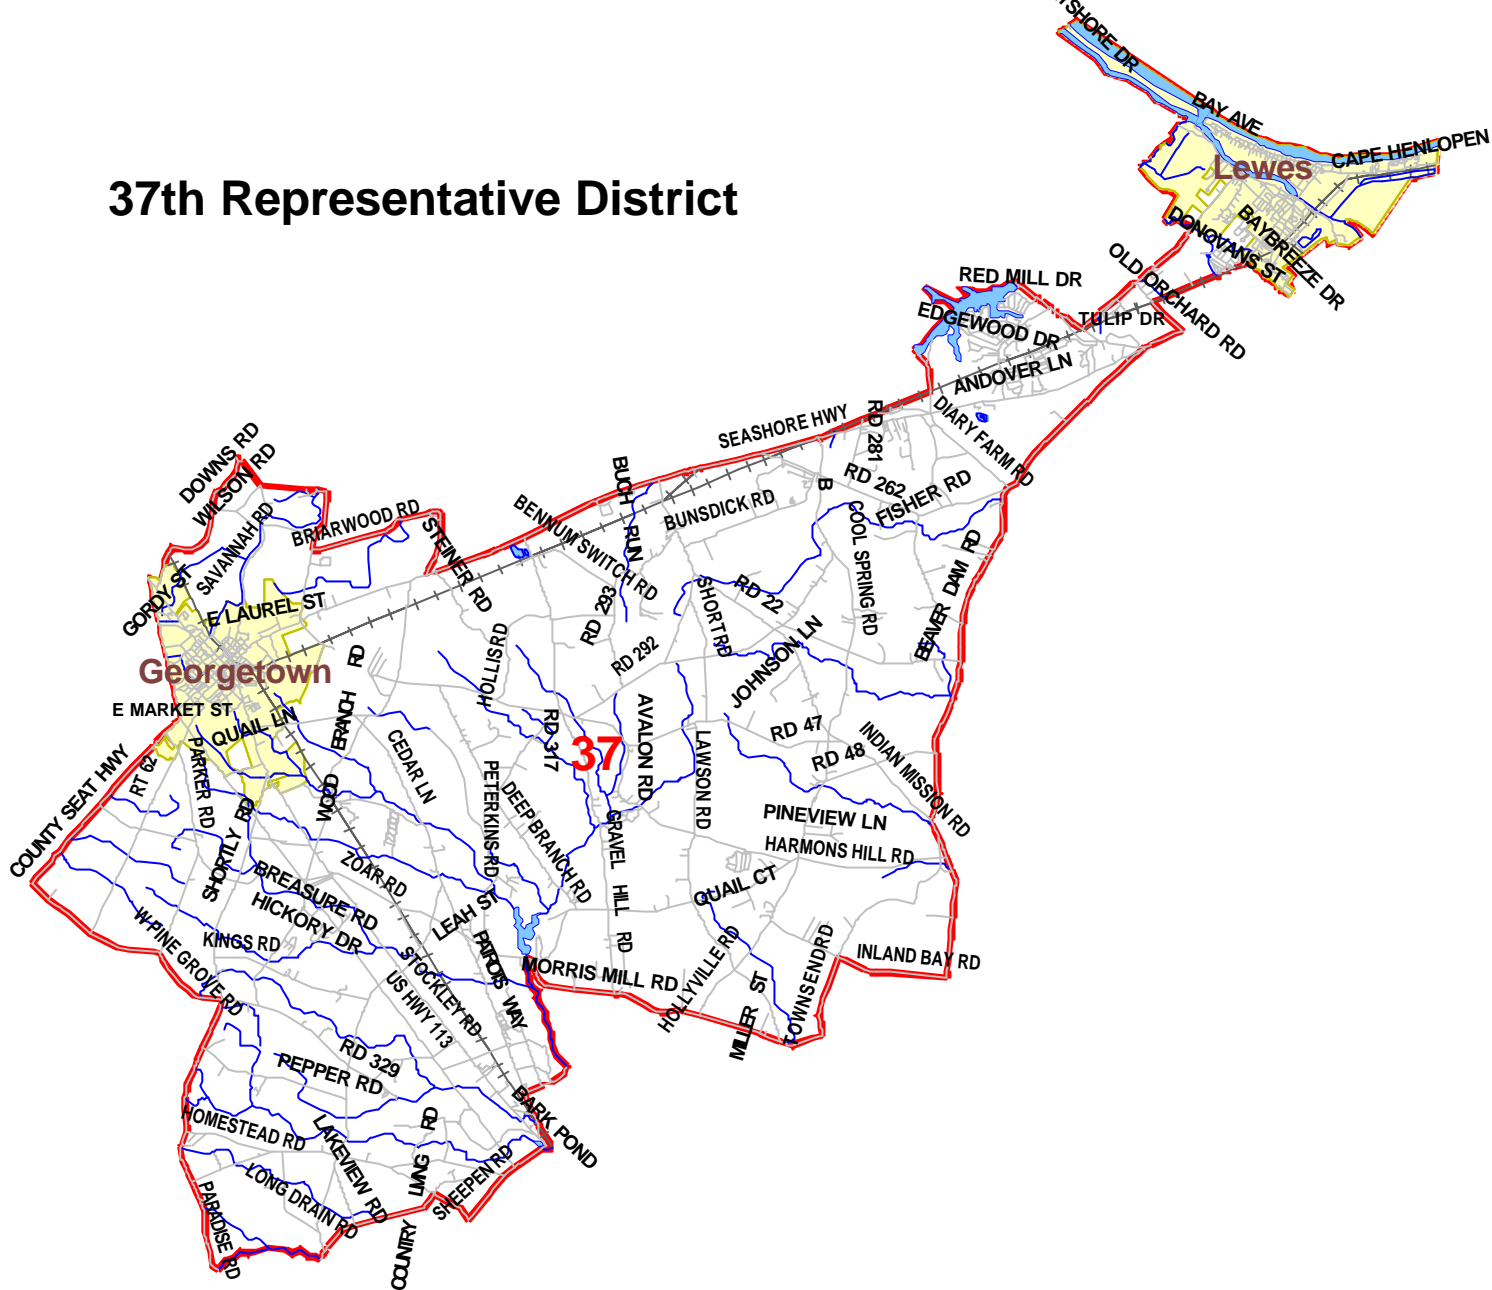 37th Representative District
BAY AVE
CAPE HENLOPEN
Lewes
DONOVANS ST
BAYBREEZE DR
OLD ORCHARD RD
RED MILL DR
EDGEWOOD DR
TULIP DR
ANDOVER LN
SEASHORE HWY
RD 281
DIARY FARM RD
DOWNS RD
WILSON RD
SAVANNAH RD
BRIARWOOD RD
STEINER RD
BENNUM SWITCH RD
BUCH RUN
BUNSDICK RD
RD 262
B
FISHER RD
COOL SPRING RD
BEAVER DAM RD
GORDY ST
E LAUREL ST
Georgetown
E MARKET ST
QUAIL LN
WOOD BRANCH RD
HOLLIS RD
RD 293
RD 292
SHORT RD
RD 22
JOHNSON LN
COUNTY SEAT HWY
RT 62
PARKER RD
SHORTLY RD
CEDAR LN
RD 317
37
AVALON RD
LAWSON RD
RD 47
RD 48
INDIAN MISSION RD
PETERKINS RD
DEEP BRANCH RD
GRAVEL HILL RD
PINEVIEW LN
HARMONS HILL RD
QUAIL CT
ZOAR RD
BREASURE RD
HICKORY DR
LEAH ST
KINGS RD
W PINE GROVE RD
STOCKLEY RD
US HWY 113
PATRIOTS WAY
MORRIS MILL RD
HOLLYVILLE RD
MILLER ST
TOWNSEND RD
INLAND BAY RD
RD 329
PEPPER RD
HOMESTEAD RD
LAKEVIEW RD
COUNTRY LIVING RD
BARK POND
SHEEPEN RD
LONG DRAIN RD
PARADISE RD